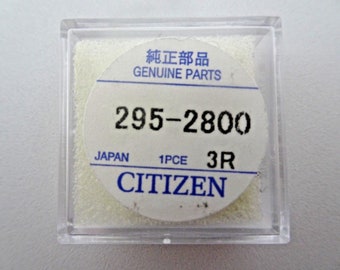 純正部品
GENUINE PARTS
295-2800
JAPAN 1PCE 3R
CITIZEN